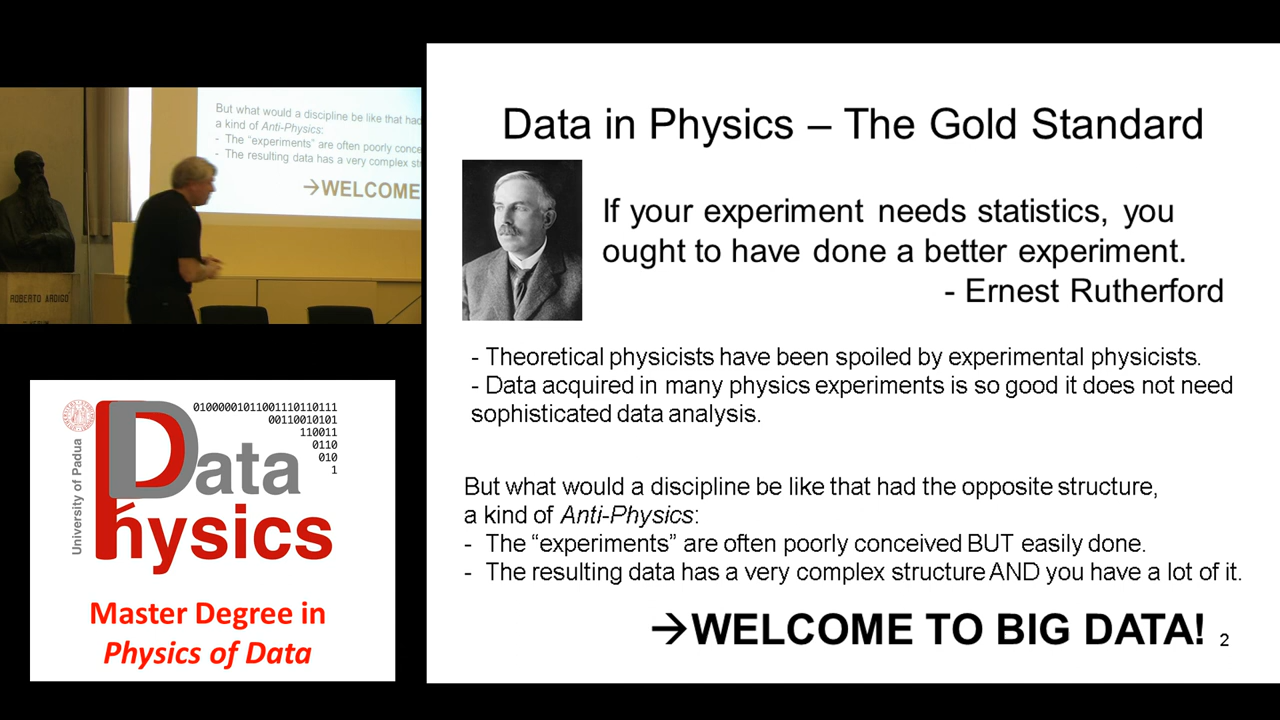 But what would a discipline be like that had
a kind of Anti-Physics:
- The "experiments" are often poorly conce
- The resulting data has a very complex st
→WELCOME
ROBERTO ARDIGO
Data in Physics – The Gold Standard
If your experiment needs statistics, you
ought to have done a better experiment.
- Ernest Rutherford
- Theoretical physicists have been spoiled by experimental physicists.
- Data acquired in many physics experiments is so good it does not need
sophisticated data analysis.
But what would a discipline be like that had the opposite structure,
a kind of Anti-Physics:
- The “experiments” are often poorly conceived BUT easily done.
- The resulting data has a very complex structure AND you have a lot of it.
→WELCOME TO BIG DATA!
2
University of Padua
Data
Physics
01000001011001110110111
00110010101
110011
0110
010
1
Master Degree in
Physics of Data